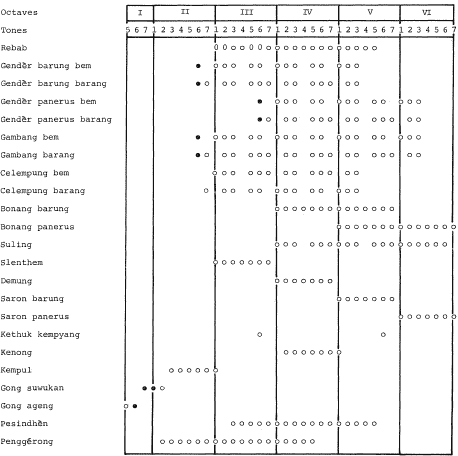 Octaves I II III IV V VI
Tones 5 6 7 1 2 3 4 5 6 7 1 2 3 4 5 6 7 1 2 3 4 5 6 7 1 2 3 4 5 6 7 1 2 3 4 5 6 7
Rebab
Gendèr barung bem
Gendèr barung barang
Gendèr panerus bem
Gendèr panerus barang
Gambang bem
Gambang barang
Celempung bem
Celempung barang
Bonang barung
Bonang panerus
Suling
Slenthem
Demung
Saron barung
Saron panerus
Kethuk kempyang
Kenong
Kempul
Gong suwukan
Gong ageng
Pesindhèn
Penggérong